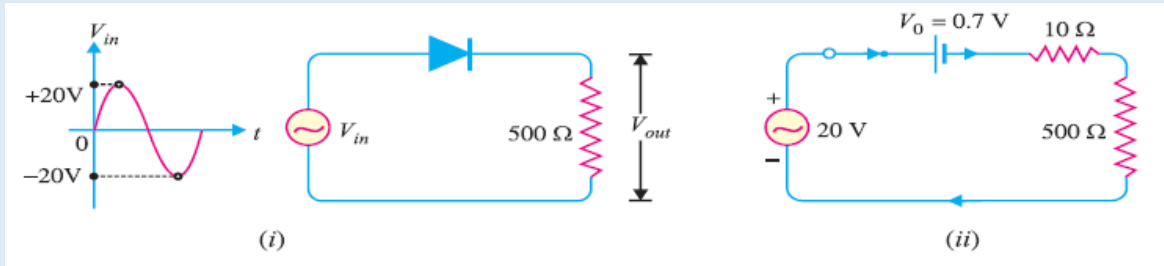 V_in
+20V
0
t
−20V
V_in
500 Ω
V_out
(i)
V_0 = 0.7 V
10 Ω
+
20 V
−
500 Ω
(ii)